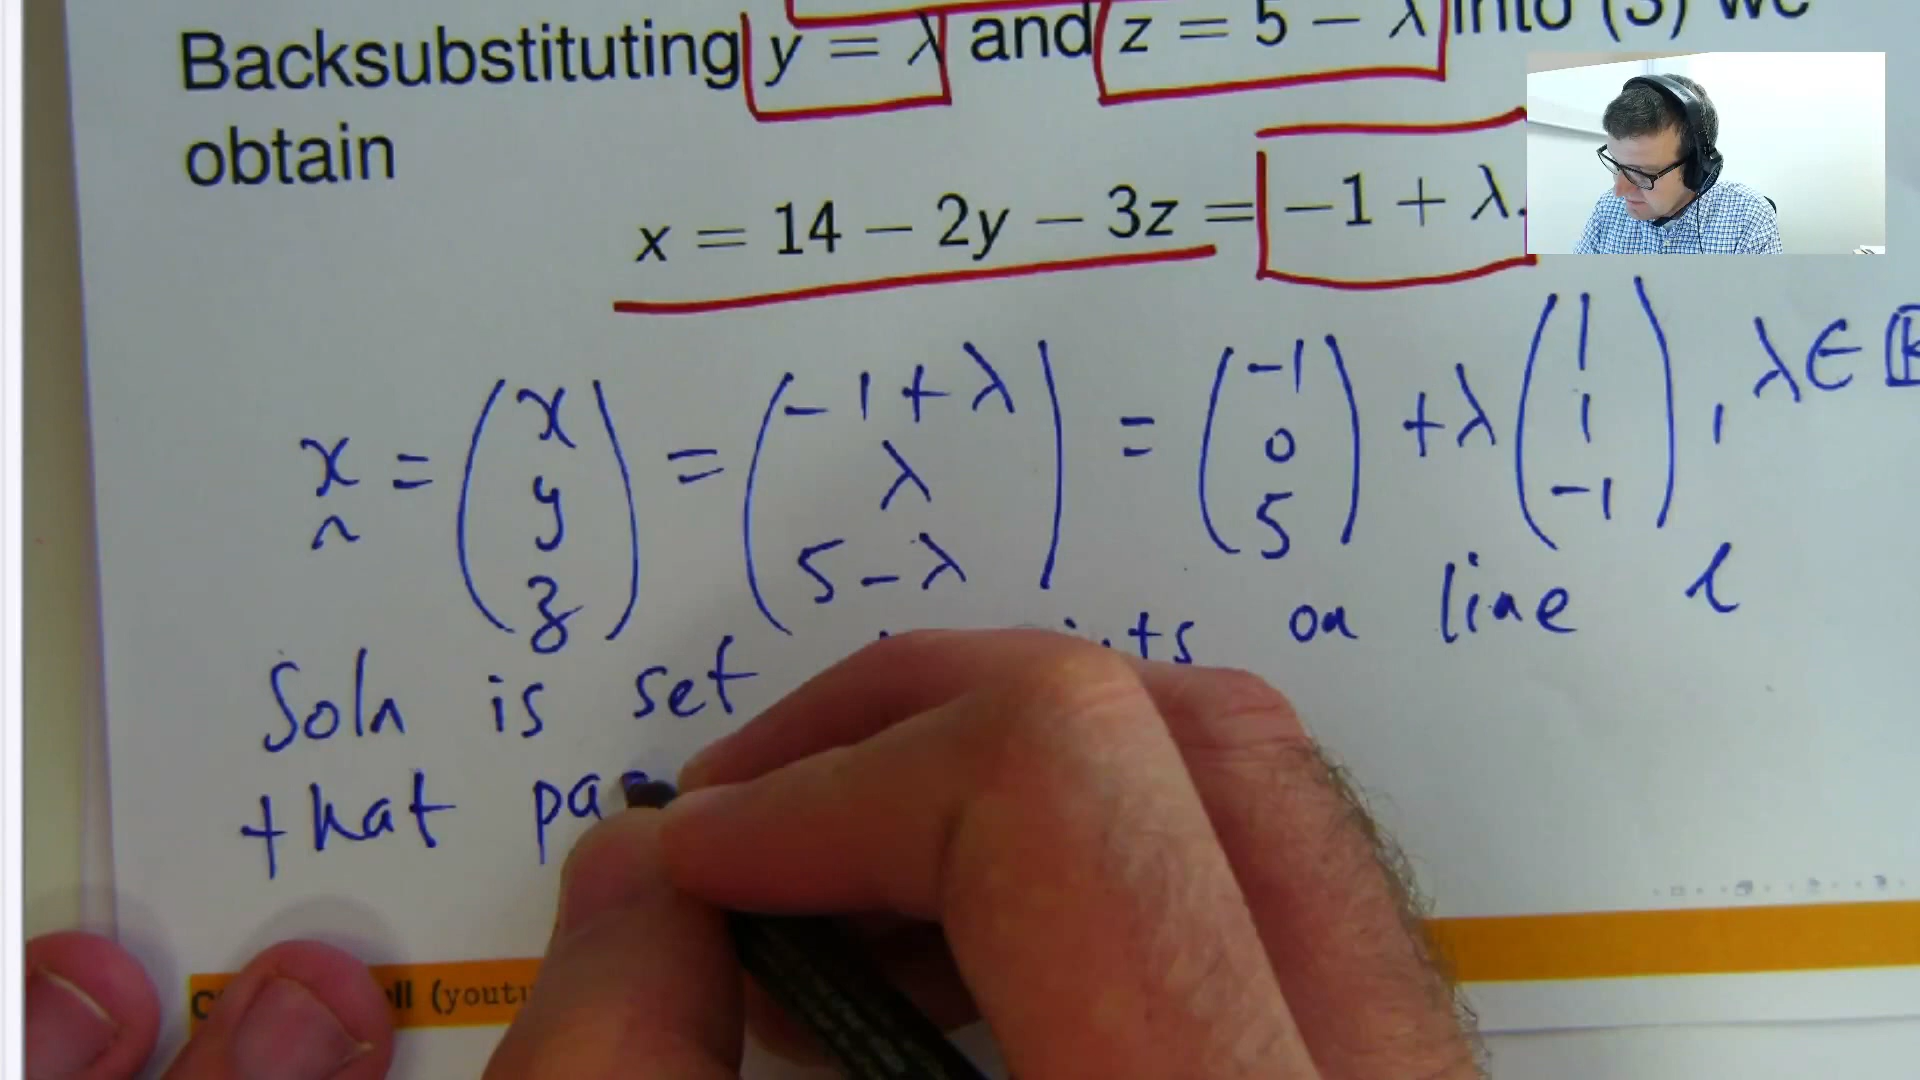 Backsubstituting y = λ and z = 5 − λ into (3) we
obtain
x = 14 − 2y − 3z = −1 + λ.
x = (x y z) = (−1+λ λ 5−λ) = (−1 0 5) + λ (1 1 −1), λ ∈
Soln is set on line l
that
(youtu